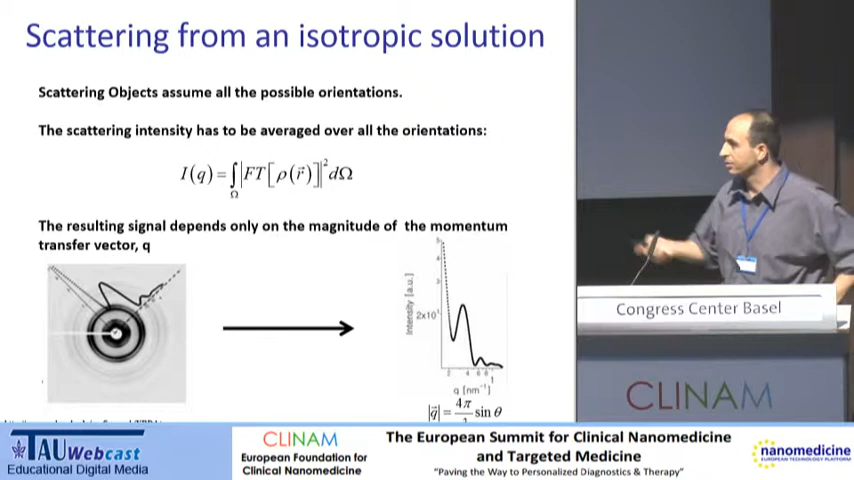 Scattering from an isotropic solution
Scattering Objects assume all the possible orientations.
The scattering intensity has to be averaged over all the orientations:
I(q) = ∫Ω |FT[ρ(r⃗)]|² dΩ
The resulting signal depends only on the magnitude of the momentum
transfer vector, q
Intensity [a.u.]
2x10¹
q [nm⁻¹]
|q⃗| = 4π sin θ
Congress Center Basel
CLINAM
TAU Webcast
Educational Digital Media
CLINAM
European Foundation for
Clinical Nanomedicine
The European Summit for Clinical Nanomedicine
and Targeted Medicine
"Paving the Way to Personalized Diagnostics & Therapy"
nanomedicine
EUROPEAN TECHNOLOGY PLATFORM